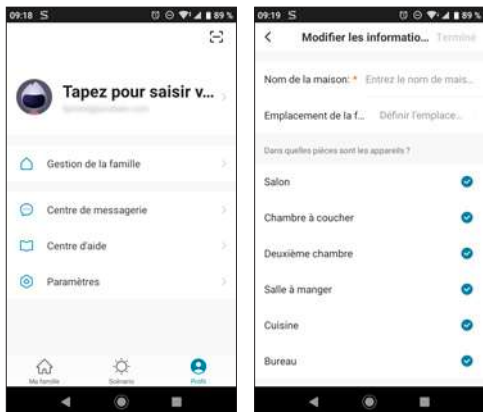 09:18 S 89 %
Tapez pour saisir v...
Gestion de la famille
Centre de messagerie
Centre d'aide
Paramètres
Ma famille
Scénario
Profil
09:19 S 89 %
Modifier les informatio... Terminé
Nom de la maison: * Entrez le nom de mais...
Emplacement de la f... Définir l'emplace...
Dans quelles pièces sont les appareils ?
Salon
Chambre à coucher
Deuxième chambre
Salle à manger
Cuisine
Bureau